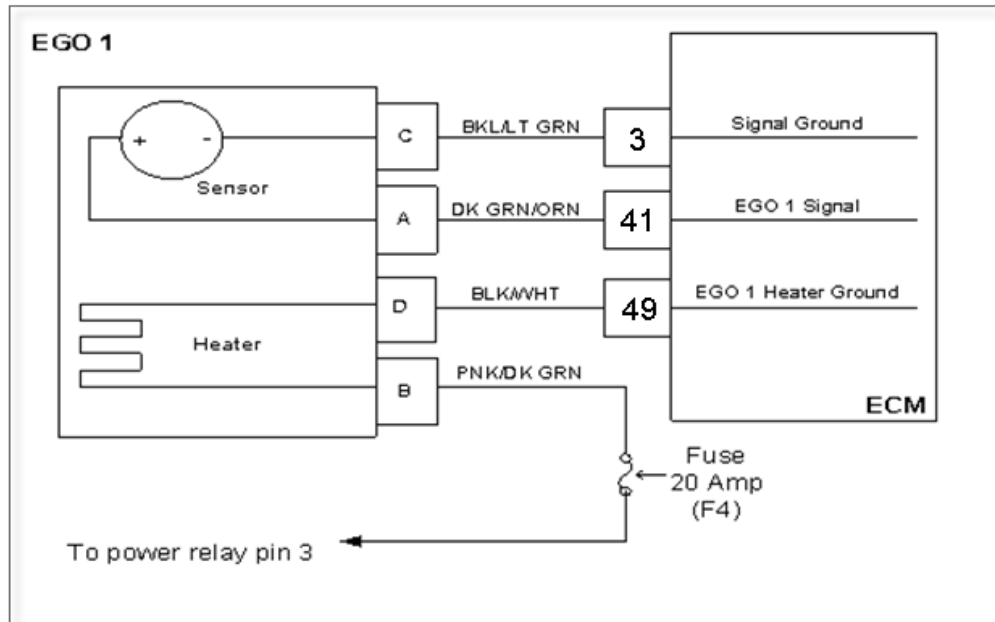 EGO 1
C
BKL/LT GRN
3
Signal Ground
+ -
Sensor
A
DK GRN/ORN
41
EGO 1 Signal
D
BLK/WHT
49
EGO 1 Heater Ground
Heater
B
PNK/DK GRN
ECM
Fuse
20 Amp
(F4)
To power relay pin 3